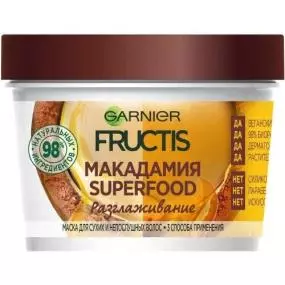 GARNIER
FRUCTIS
98%
НАТУРАЛЬНЫХ
ИНГРЕДИЕНТОВ
МАКАДАМИЯ
SUPERFOOD
разглаживание
МАСКА ДЛЯ СУХИХ И НЕПОСЛУШНЫХ ВОЛОС • 3 СПОСОБА ПРИМЕНЕНИЯ
ДА
ДА
ДА
ДА
НЕТ
НЕТ
НЕТ